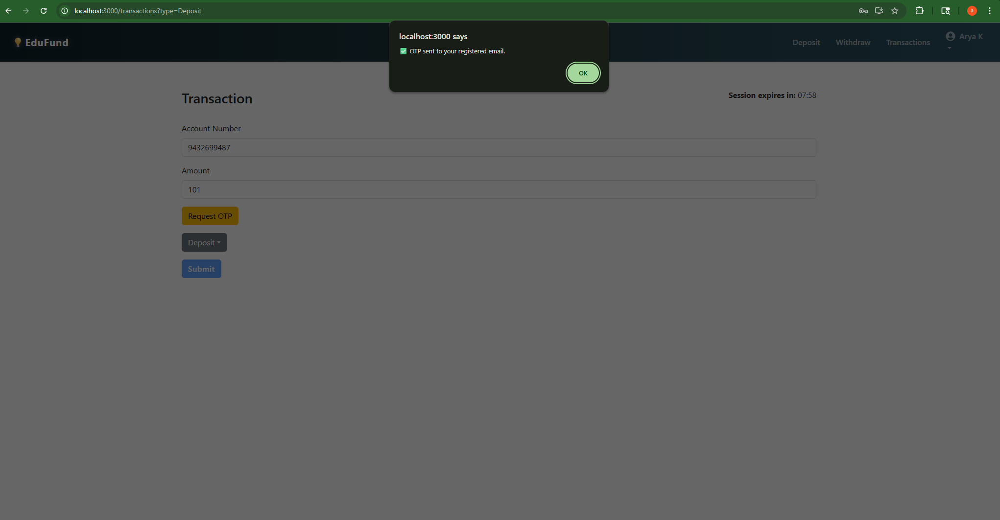 localhost:3000/transactions?type=Deposit
a
localhost:3000 says
✅ OTP sent to your registered email.
OK
EduFund
Deposit
Withdraw
Transactions
Arya K
Transaction
Session expires in: 07:58
Account Number
9432699487
Amount
101
Request OTP
Deposit
Submit